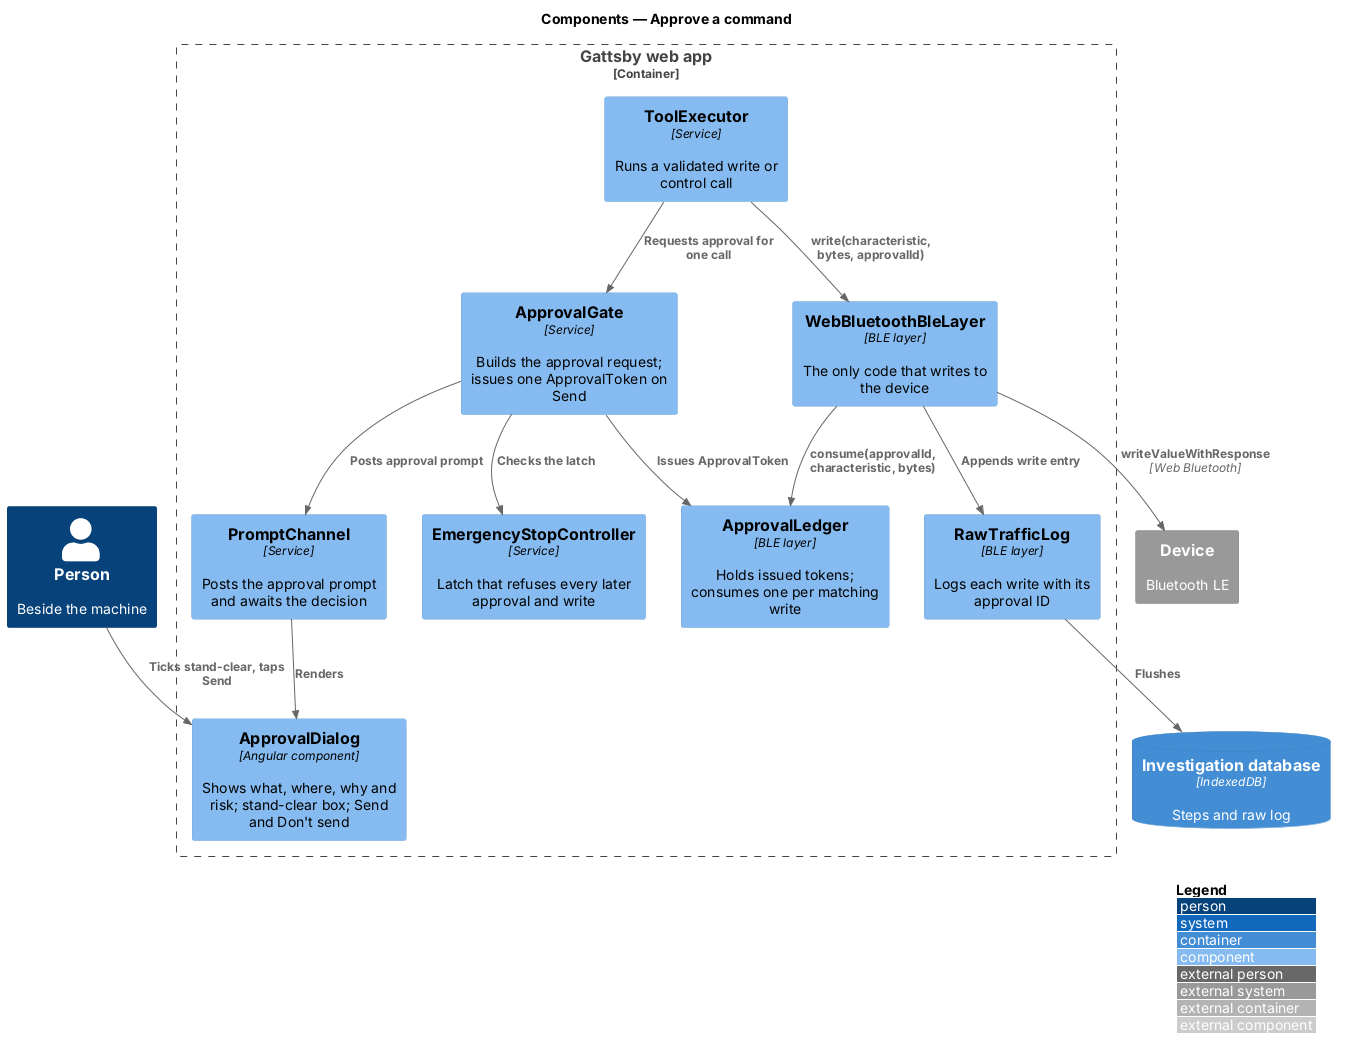 Components — Approve a command
Gattsby web app
[Container]
ToolExecutor
[Service]
Runs a validated write or
control call
Requests approval for
one call
write(characteristic,
bytes, approvalId)
ApprovalGate
[Service]
Builds the approval request;
issues one ApprovalToken on
Send
WebBluetoothBleLayer
[BLE layer]
The only code that writes to
the device
Posts approval prompt
Checks the latch
Issues ApprovalToken
consume(approvalId,
characteristic, bytes)
Appends write entry
writeValueWithResponse
[Web Bluetooth]
Person
Beside the machine
PromptChannel
[Service]
Posts the approval prompt
and awaits the decision
EmergencyStopController
[Service]
Latch that refuses every later
approval and write
ApprovalLedger
[BLE layer]
Holds issued tokens;
consumes one per matching
write
RawTrafficLog
[BLE layer]
Logs each write with its
approval ID
Device
Bluetooth LE
Ticks stand-clear, taps
Send
Renders
Flushes
ApprovalDialog
[Angular component]
Shows what, where, why and
risk; stand-clear box; Send
and Don't send
Investigation database
[IndexedDB]
Steps and raw log
Legend
person
system
container
component
external person
external system
external container
external component